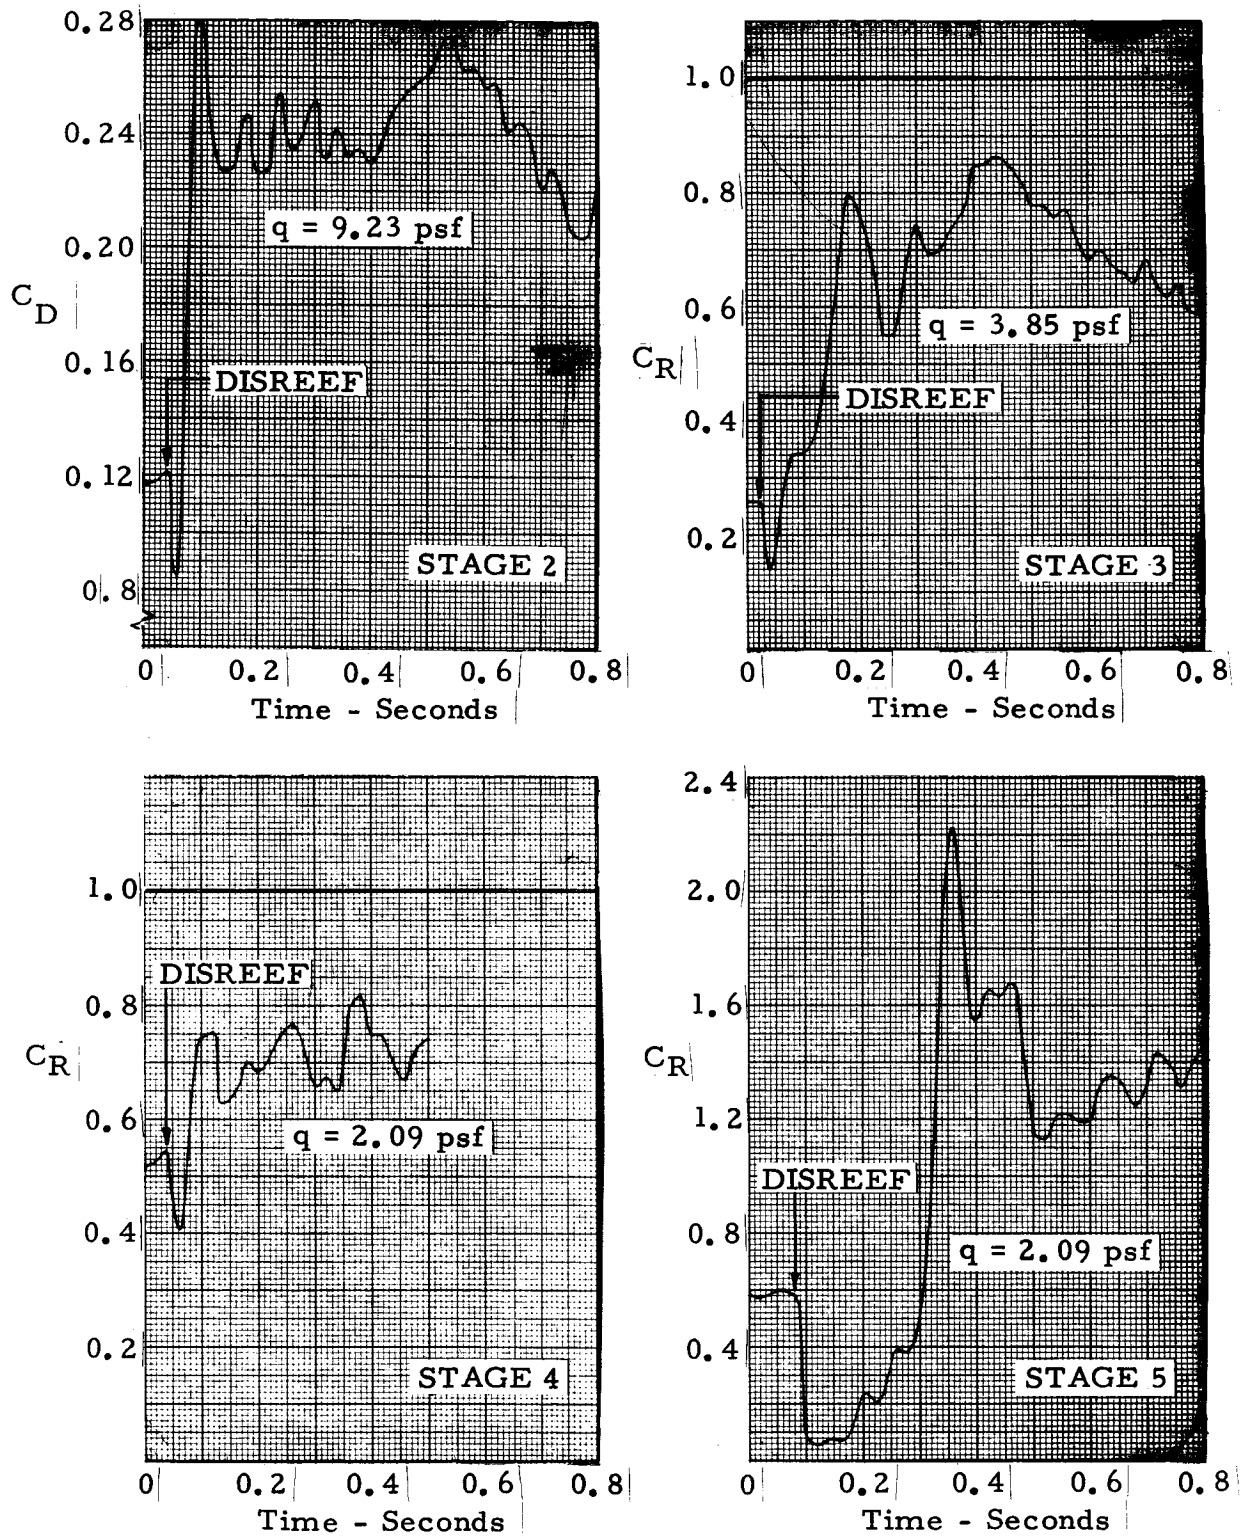 0.28
0.24
0.20
C_D
0.16
0.12
0.8
q = 9.23 psf
DISREEF
STAGE 2
0 0.2 0.4 0.6 0.8
Time - Seconds
1.0
0.8
0.6
C_R
0.4
0.2
q = 3.85 psf
DISREEF
STAGE 3
0 0.2 0.4 0.6 0.8
Time - Seconds
1.0
DISREEF
0.8
C_R
0.6
q = 2.09 psf
0.4
0.2
STAGE 4
0 0.2 0.4 0.6 0.8
Time - Seconds
2.4
2.0
1.6
C_R
1.2
DISREEF
0.8
q = 2.09 psf
0.4
STAGE 5
0 0.2 0.4 0.6 0.8
Time - Seconds